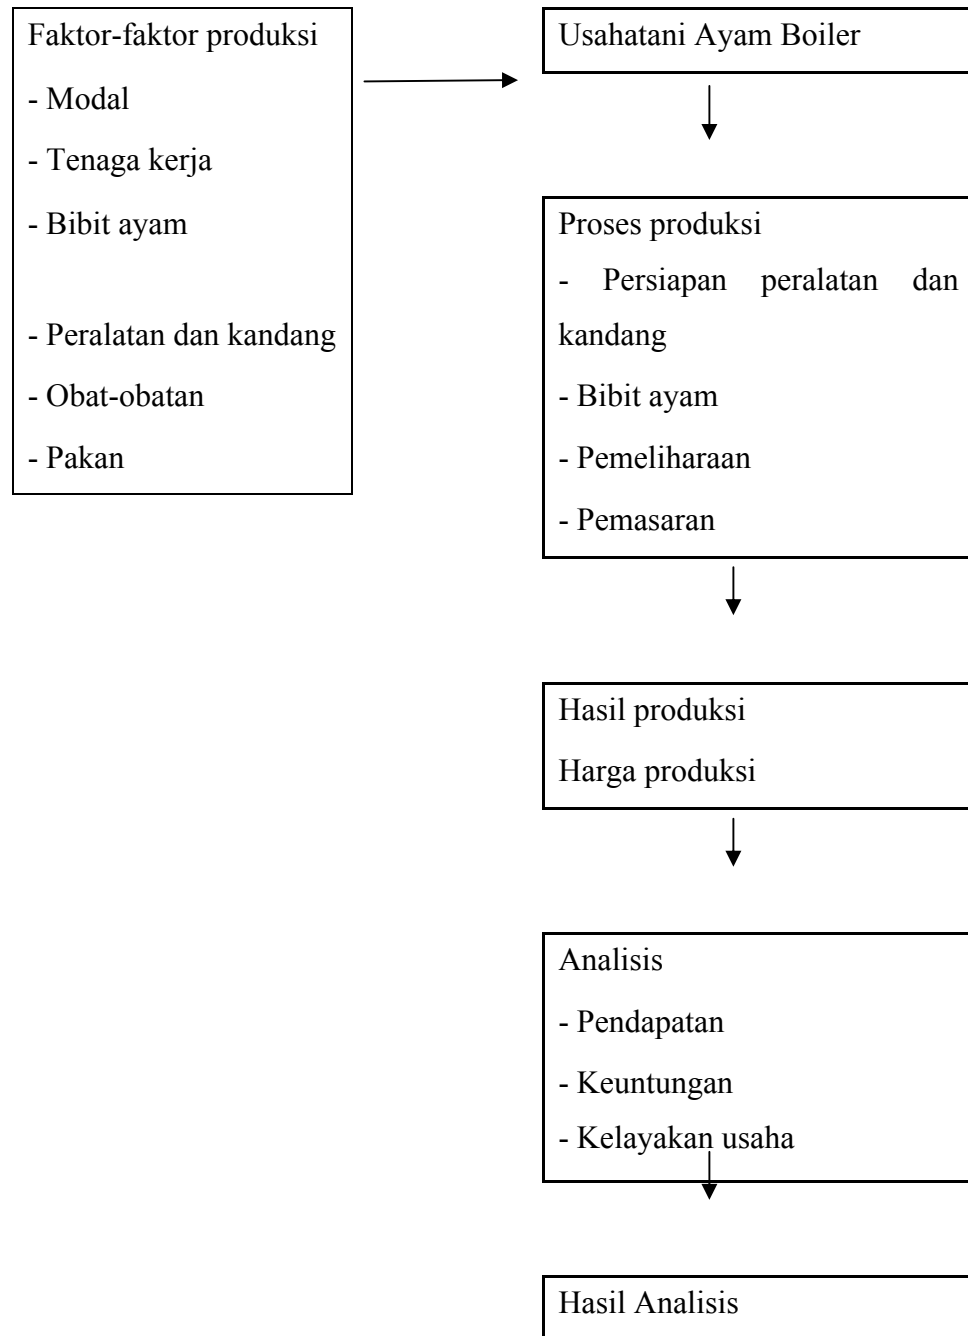 Faktor-faktor produksi
- Modal
- Tenaga kerja
- Bibit ayam
- Peralatan dan kandang
- Obat-obatan
- Pakan
Usahatani Ayam Boiler
Proses produksi
- Persiapan peralatan dan
kandang
- Bibit ayam
- Pemeliharaan
- Pemasaran
Hasil produksi
Harga produksi
Analisis
- Pendapatan
- Keuntungan
- Kelayakan usaha
Hasil Analisis